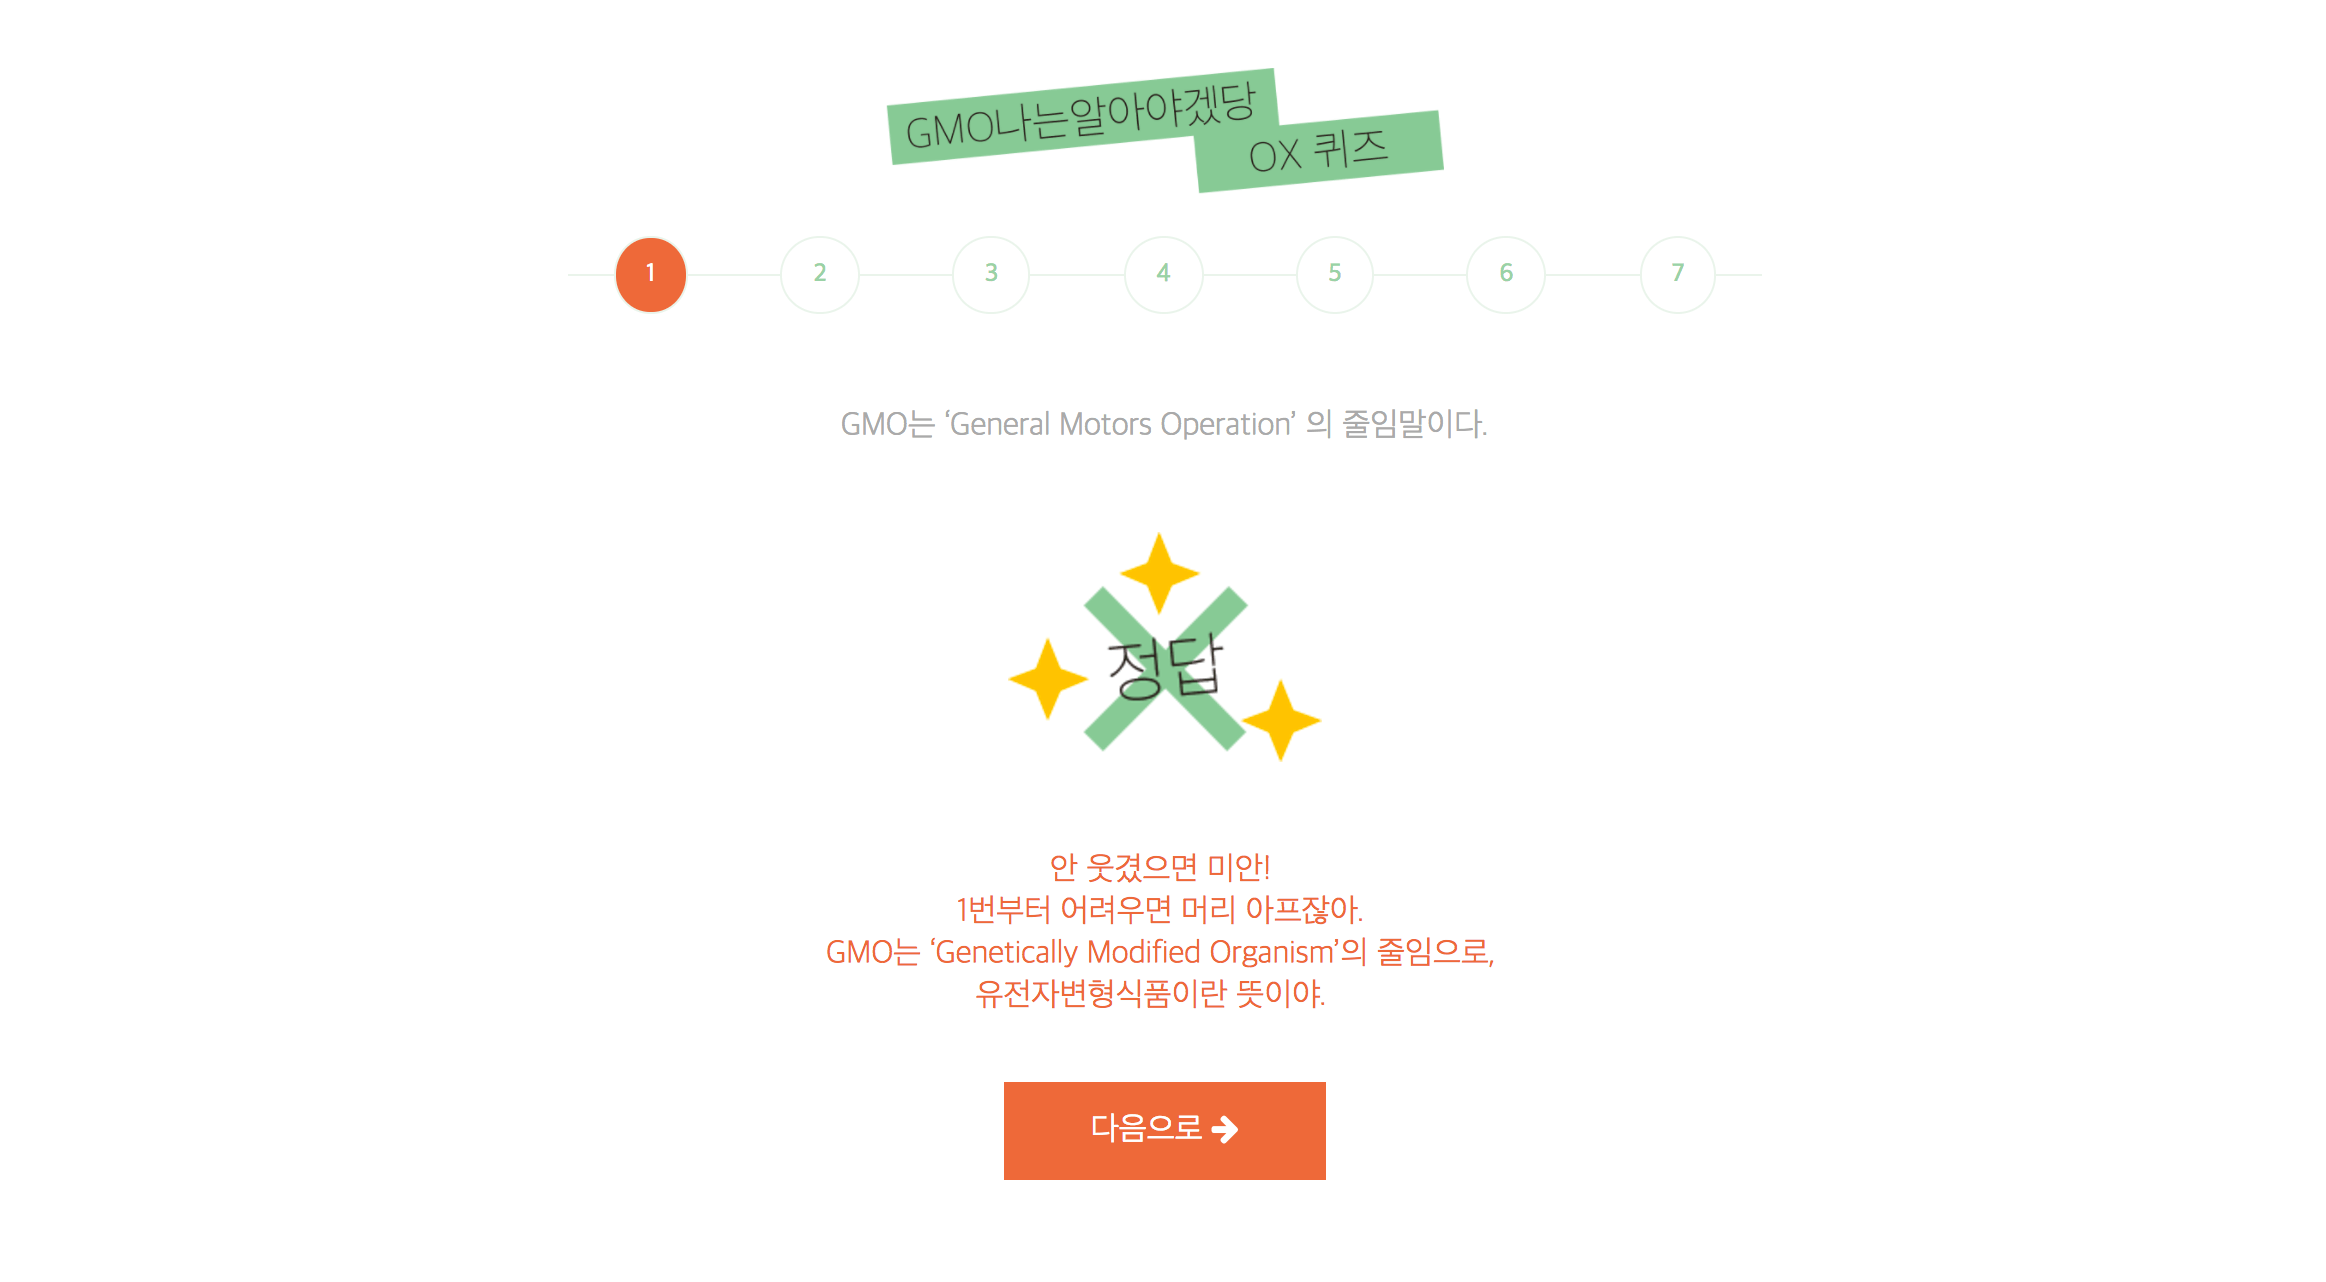 GMO나는알아야겠당
OX 퀴즈
1 2 3 4 5 6 7
GMO는 ‘General Motors Operation’ 의 줄임말이다.
정답
안 웃겼으면 미안!
1번부터 어려우면 머리 아프잖아.
GMO는 ‘Genetically Modified Organism’의 줄임으로,
유전자변형식품이란 뜻이야.
다음으로